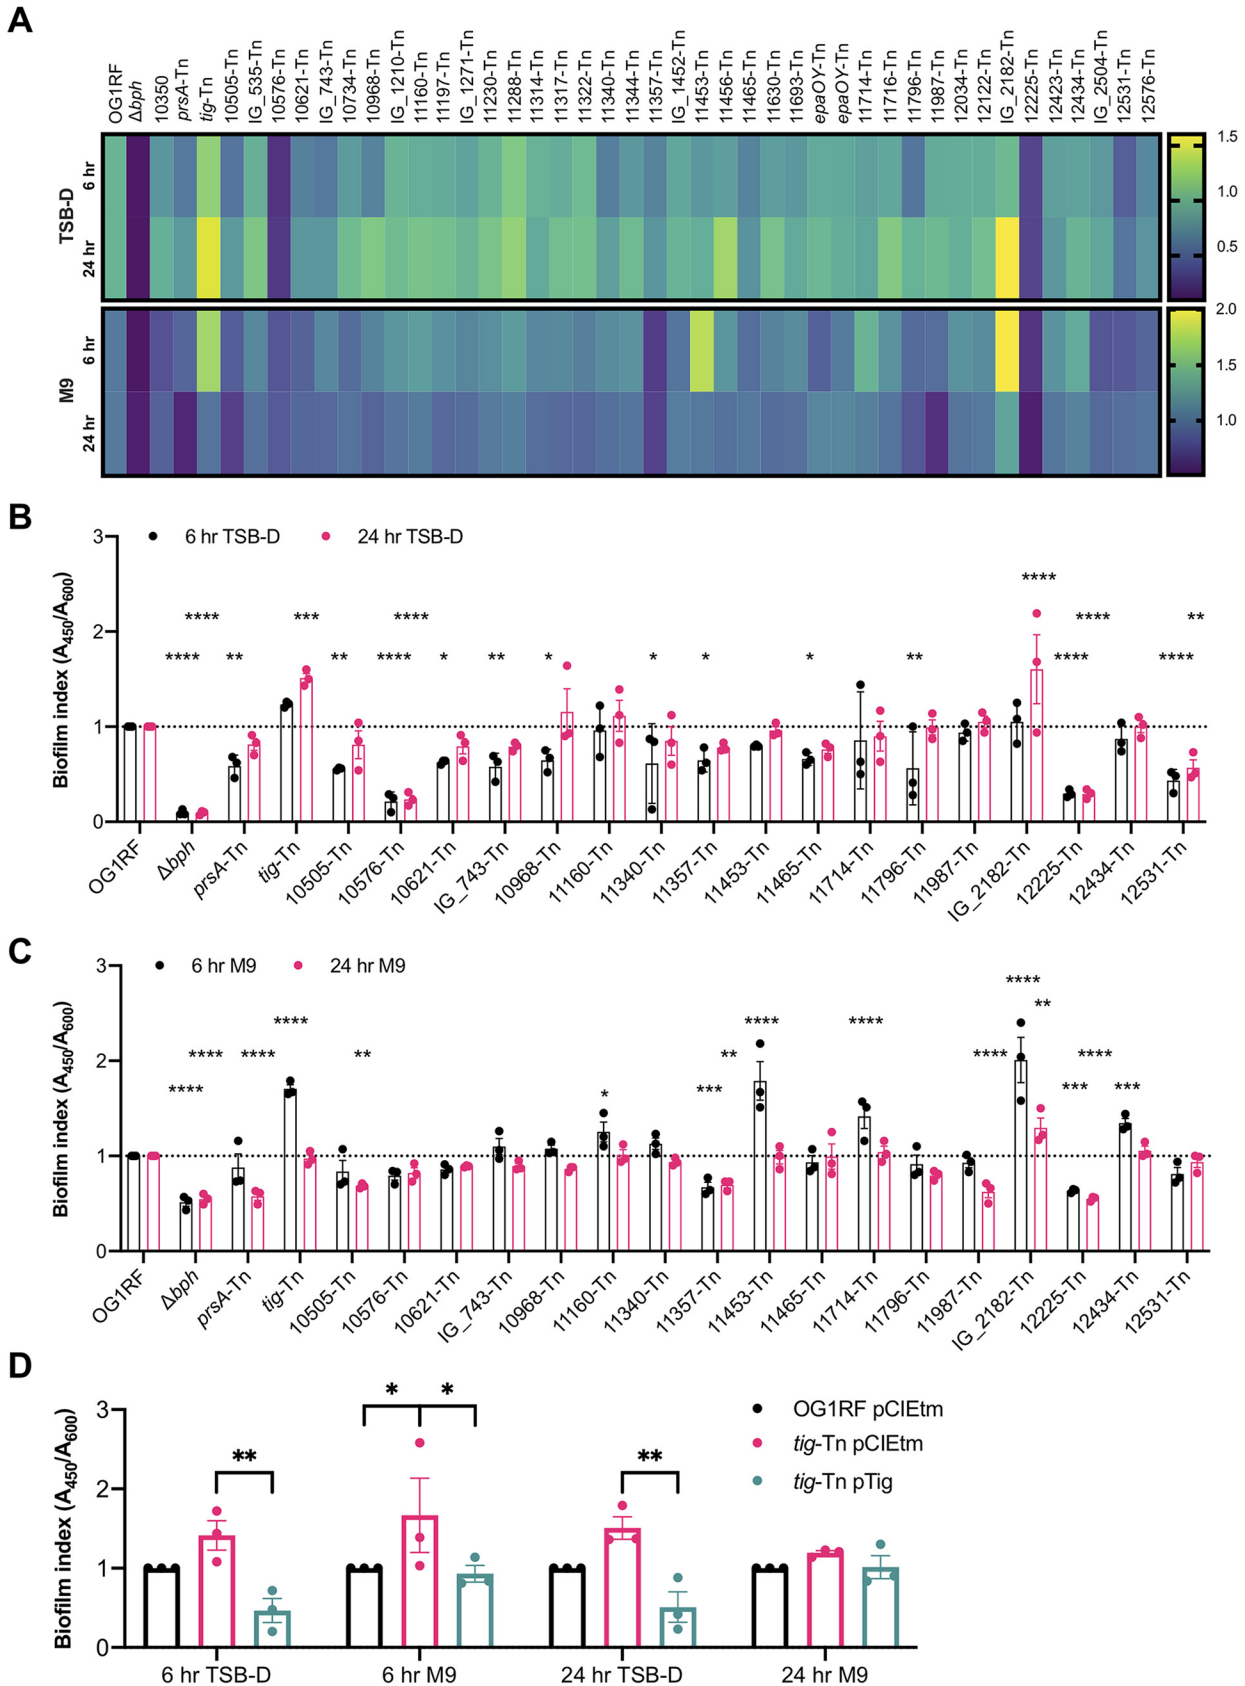 A
OG1RF
Δbph
10350
prsA-Tn
tig-Tn
10505-Tn
IG_535-Tn
10576-Tn
10621-Tn
IG_743-Tn
10734-Tn
10968-Tn
IG_1210-Tn
11160-Tn
11197-Tn
IG_1271-Tn
11230-Tn
11288-Tn
11314-Tn
11317-Tn
11322-Tn
11340-Tn
11344-Tn
11357-Tn
IG_1452-Tn
11453-Tn
11456-Tn
11465-Tn
11630-Tn
11693-Tn
epaOY-Tn
epaOY-Tn
11714-Tn
11716-Tn
11796-Tn
11987-Tn
12034-Tn
12122-Tn
IG_2182-Tn
12225-Tn
12423-Tn
12434-Tn
IG_2504-Tn
12531-Tn
12576-Tn
TSB-D
6 hr
24 hr
1.5
1.0
0.5
M9
6 hr
24 hr
2.0
1.5
1.0
B
6 hr TSB-D
24 hr TSB-D
Biofilm index (A450/A600)
3
2
1
0
****
****
**
***
**
****
****
*
**
*
*
*
*
**
****
****
****
****
**
OG1RF
Δbph
prsA-Tn
tig-Tn
10505-Tn
10576-Tn
10621-Tn
IG_743-Tn
10968-Tn
11160-Tn
11340-Tn
11357-Tn
11453-Tn
11465-Tn
11714-Tn
11796-Tn
11987-Tn
IG_2182-Tn
12225-Tn
12434-Tn
12531-Tn
C
6 hr M9
24 hr M9
Biofilm index (A450/A600)
3
2
1
0
****
****
****
****
**
*
***
**
****
****
****
****
**
***
****
***
OG1RF
Δbph
prsA-Tn
tig-Tn
10505-Tn
10576-Tn
10621-Tn
IG_743-Tn
10968-Tn
11160-Tn
11340-Tn
11357-Tn
11453-Tn
11465-Tn
11714-Tn
11796-Tn
11987-Tn
IG_2182-Tn
12225-Tn
12434-Tn
12531-Tn
D
Biofilm index (A450/A600)
3
2
1
0
**
*
*
**
OG1RF pCIEtm
tig-Tn pCIEtm
tig-Tn pTig
6 hr TSB-D
6 hr M9
24 hr TSB-D
24 hr M9